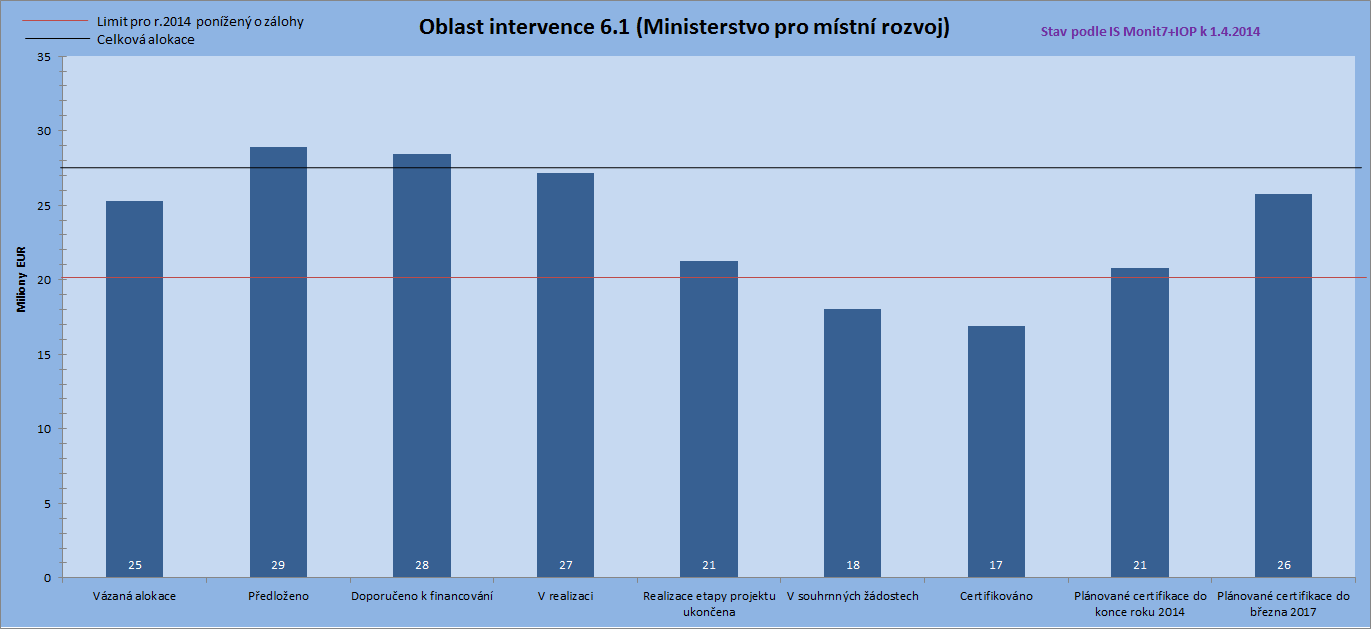 Limit pro r.2014 ponížený o zálohy
Celková alokace
Oblast intervence 6.1 (Ministerstvo pro místní rozvoj)
Stav podle IS Monit7+IOP k 1.4.2014
Miliony EUR
35
30
25
20
15
10
5
0
25
29
28
27
21
18
17
21
26
Vázaná alokace
Předloženo
Doporučeno k financování
V realizaci
Realizace etapy projektu
ukončena
V souhrnných žádostech
Certifikováno
Plánované certifikace do
konce roku 2014
Plánované certifikace do
března 2017